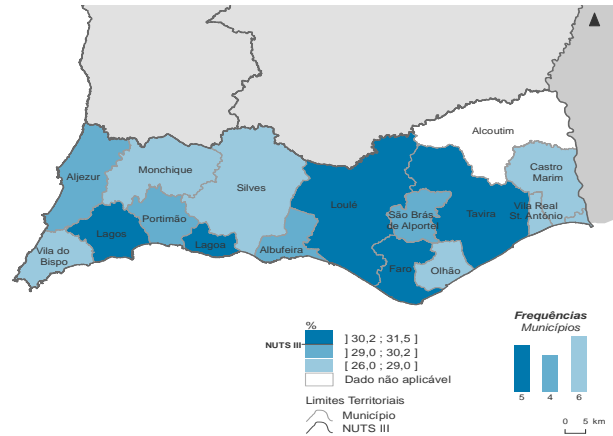 Alcoutim
Castro
Marim
Monchique
Aljezur
Silves
Loulé
Vila Real
St. António
São Brás
de Alportel
Tavira
Portimão
Lagos
Lagoa
Albufeira
Vila do
Bispo
Faro
Olhão
%
NUTS III
] 30,2 ; 31,5 ]
] 29,0 ; 30,2 ]
[ 26,0 ; 29,0 ]
Dado não aplicável
Limites Territoriais
Município
NUTS III
Frequências
Municípios
5 4 6
0 5 km